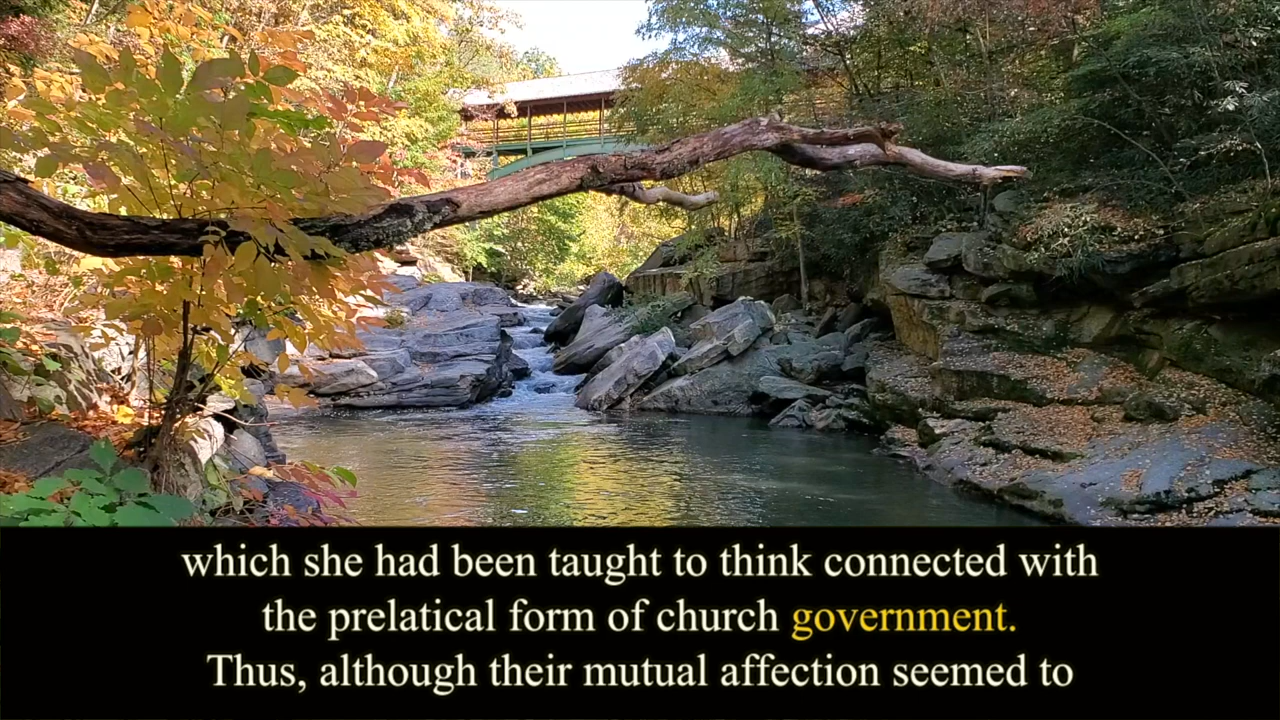 which she had been taught to think connected with
the prelatical form of church government.
Thus, although their mutual affection seemed to